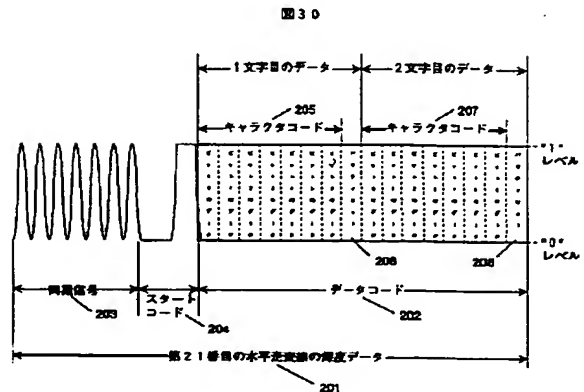 図30
1文字目のデータ 2文字目のデータ
205 207
キャラクタコード キャラクタコード
"1"
レベル
"0"
レベル
206 208
同期信号 スタート
コード データコード
203 204 202
第21番目の水平走査線の輝度データ
201